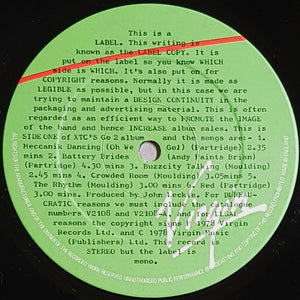 This is a
LABEL. This writing is
known as the LABEL COPY. It is
put on the label so you know WHICH
side is WHICH. It's also put on for
COPYRIGHT reasons. Normally it is made as
LEGIBLE as possible, but in this case we are
trying to maintain a DESIGN CONTINUITY in the
packaging and advertising material. This is often
regarded as an efficient way to PROMOTE the IMAGE
of the band and hence INCREASE album sales. This is
SIDE ONE OF XTC'S Go 2 album and the songs are:- 1.
Meccanic Dancing (Oh We Go!) (Partridge) 2.35
mins 2. Battery Brides (Andy Paints Brian)
(Partridge) 4.30 mins 3. Buzzcity Talking (Moulding)
2.45 mins 4. Crowded Room (Moulding) 3.05 mins 5.
The Rhythm (Moulding) 3.00 mins 6. Red (Partridge)
3.00 mins. Produced by John Leckie. For BUREAU-
CRATIC reasons we must include the catalogue
numbers V2108 and V2108 and for LEGAL
reasons the copyright sign P 1978 Virgin
Records Ltd. and C 1978 Virgin Music
(Publishers) Ltd. This record is
STEREO but the label is
mono.
Virgin